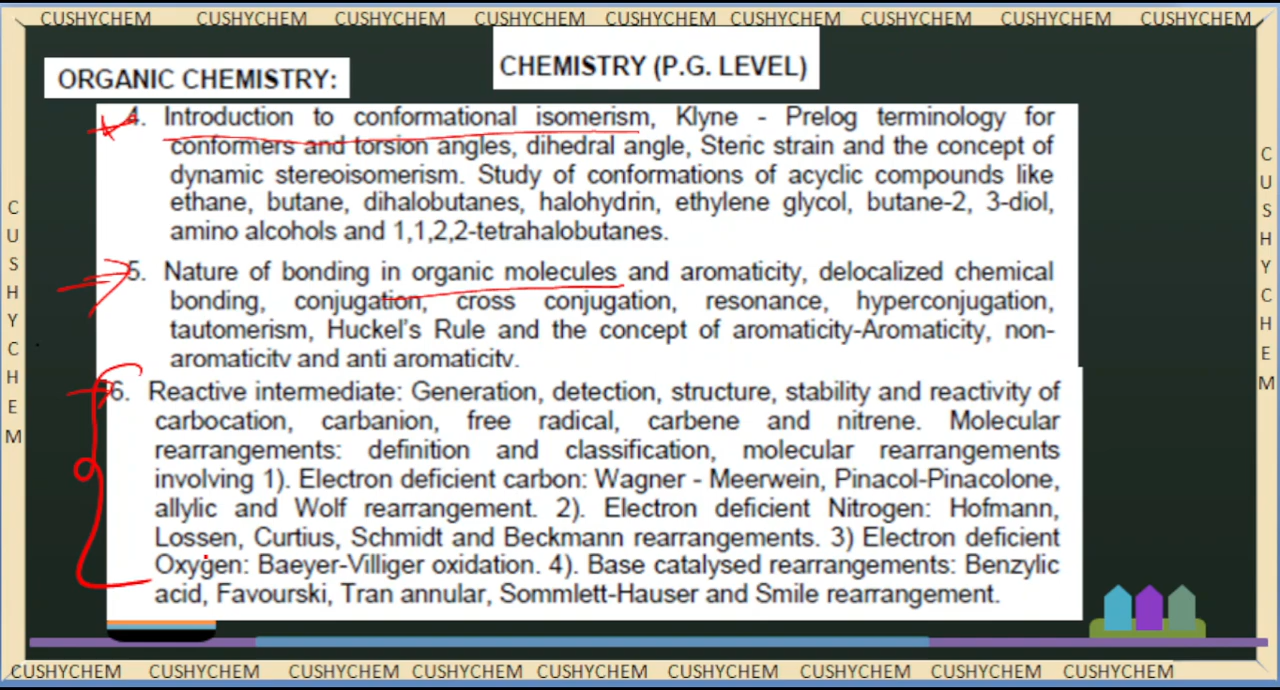 CUSHYCHEM CUSHYCHEM CUSHYCHEM CUSHYCHEM CUSHYCHEM CUSHYCHEM CUSHYCHEM CUSHYCHEM CUSHYCHEM
CHEMISTRY (P.G. LEVEL)
ORGANIC CHEMISTRY:
4. Introduction to conformational isomerism, Klyne - Prelog terminology for
conformers and torsion angles, dihedral angle, Steric strain and the concept of
dynamic stereoisomerism. Study of conformations of acyclic compounds like
ethane, butane, dihalobutanes, halohydrin, ethylene glycol, butane-2, 3-diol,
amino alcohols and 1,1,2,2-tetrahalobutanes.
5. Nature of bonding in organic molecules and aromaticity, delocalized chemical
bonding, conjugation, cross conjugation, resonance, hyperconjugation,
tautomerism, Huckel's Rule and the concept of aromaticity-Aromaticity, non-
aromaticity and anti aromaticity.
6. Reactive intermediate: Generation, detection, structure, stability and reactivity of
carbocation, carbanion, free radical, carbene and nitrene. Molecular
rearrangements: definition and classification, molecular rearrangements
involving 1). Electron deficient carbon: Wagner - Meerwein, Pinacol-Pinacolone,
allylic and Wolf rearrangement. 2). Electron deficient Nitrogen: Hofmann,
Lossen, Curtius, Schmidt and Beckmann rearrangements. 3) Electron deficient
Oxygen: Baeyer-Villiger oxidation. 4). Base catalysed rearrangements: Benzylic
acid, Favourski, Tran annular, Sommlett-Hauser and Smile rearrangement.
CUSHYCHEM
CUSHYCHEM
CUSHYCHEM CUSHYCHEM CUSHYCHEM CUSHYCHEM CUSHYCHEM CUSHYCHEM CUSHYCHEM CUSHYCHEM CUSHYCHEM